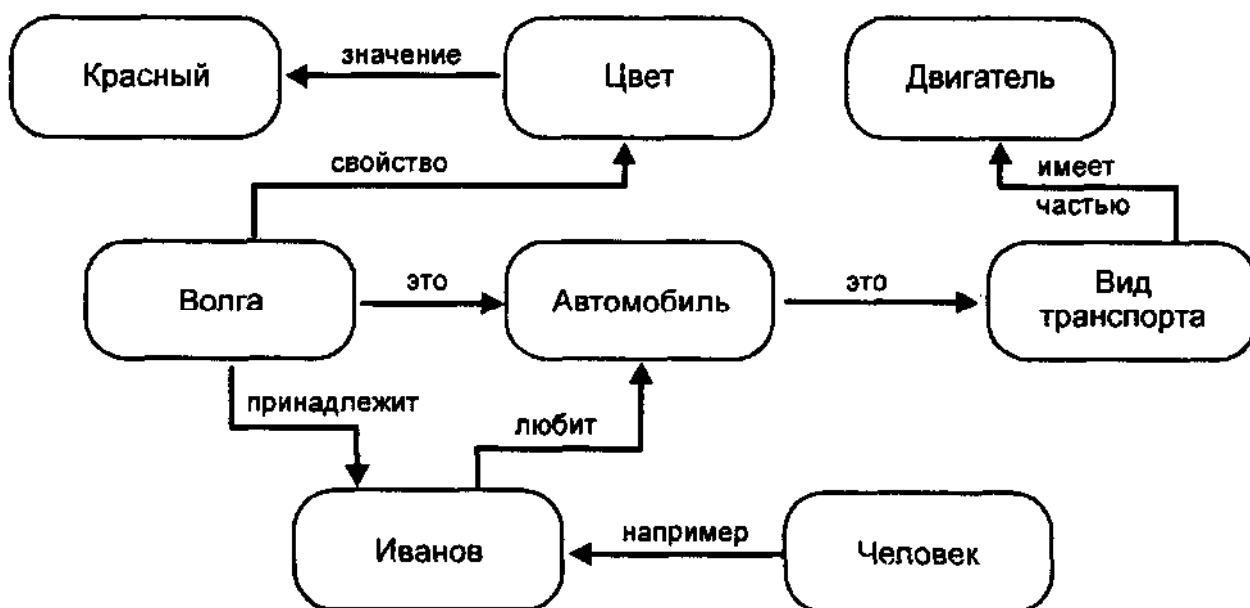 Красный
значение
Цвет
Двигатель
свойство
имеет
частью
Волга
это
Автомобиль
это
Вид
транспорта
принадлежит
любит
Иванов
например
Человек